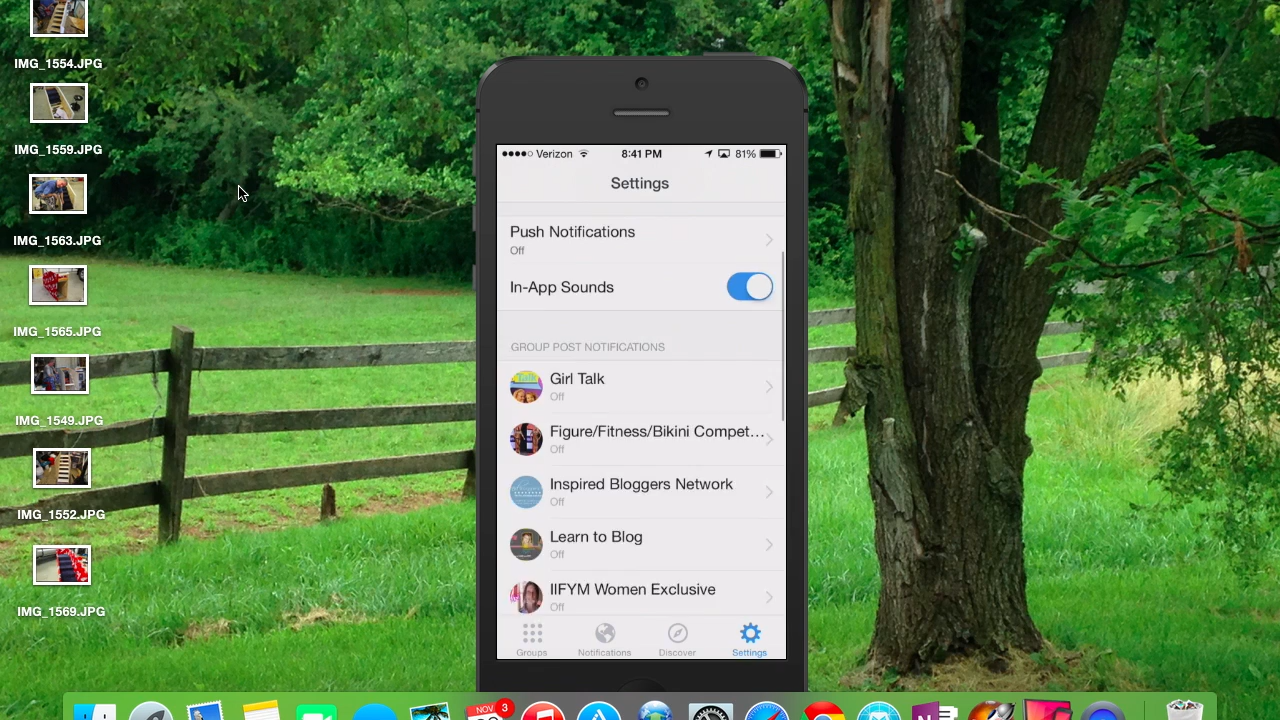 IMG_1554.JPG
IMG_1559.JPG
IMG_1563.JPG
IMG_1565.JPG
IMG_1549.JPG
IMG_1552.JPG
IMG_1569.JPG
Verizon 8:41 PM 81%
Settings
Push Notifications
Off
In-App Sounds
GROUP POST NOTIFICATIONS
Girl Talk
Off
Figure/Fitness/Bikini Compet...
Off
Inspired Bloggers Network
Off
Learn to Blog
Off
IIFYM Women Exclusive
Off
Groups Notifications Discover Settings
NOV 3